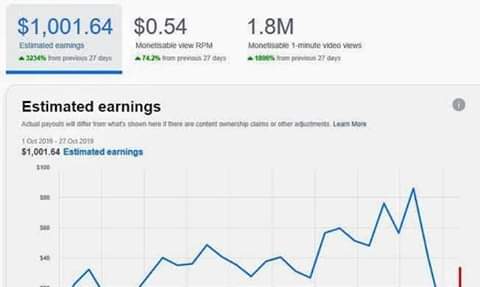 $1,001.64 $0.54 1.8M
Estimated earnings Monetisable view RPM Monetisable 1-minute video views
3234% from previous 27 days 74.2% from previous 27 days 1898% from previous 27 days
Estimated earnings
Actual payouts will differ from what's shown here if there are content ownership claims or other adjustments. Learn More
1 Oct 2019 - 27 Oct 2019
$1,001.64 Estimated earnings
$100
$80
$60
$40